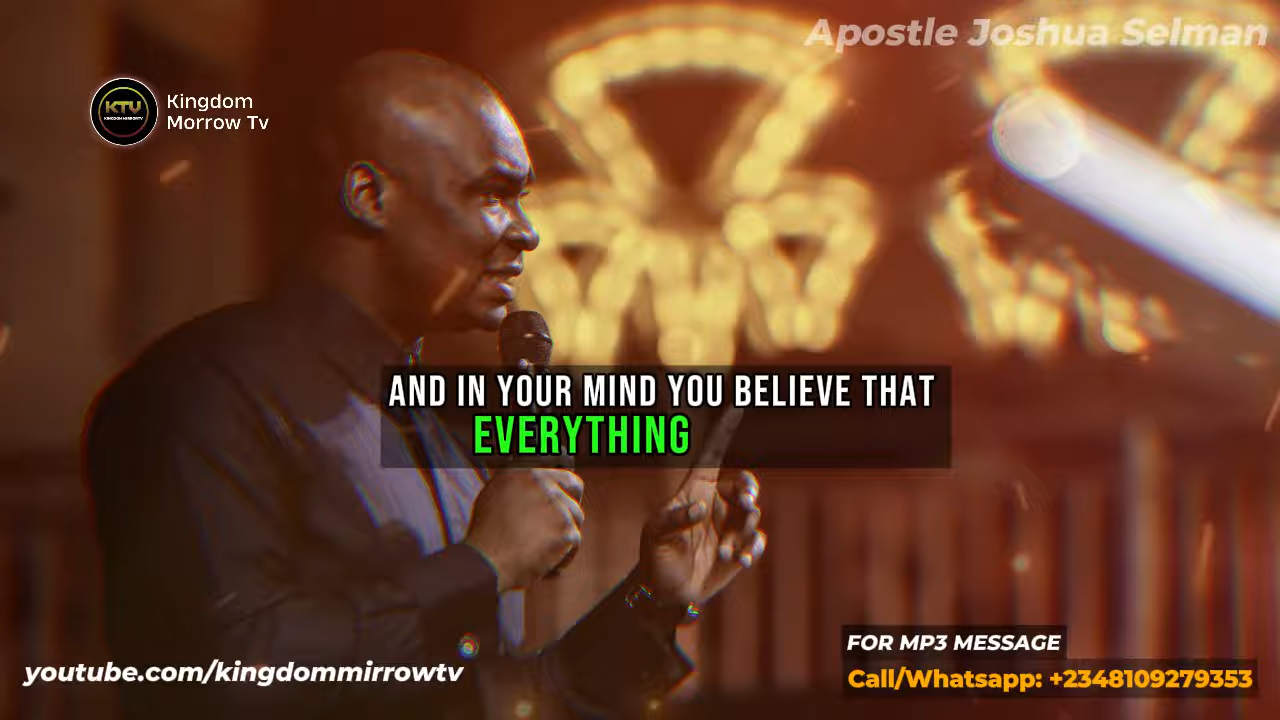 Apostle Joshua Selman
KTV
Kingdom
Morrow Tv
AND IN YOUR MIND YOU BELIEVE THAT
EVERYTHING
FOR MP3 MESSAGE
youtube.com/kingdommirrowtv
Call/Whatsapp: +2348109279353